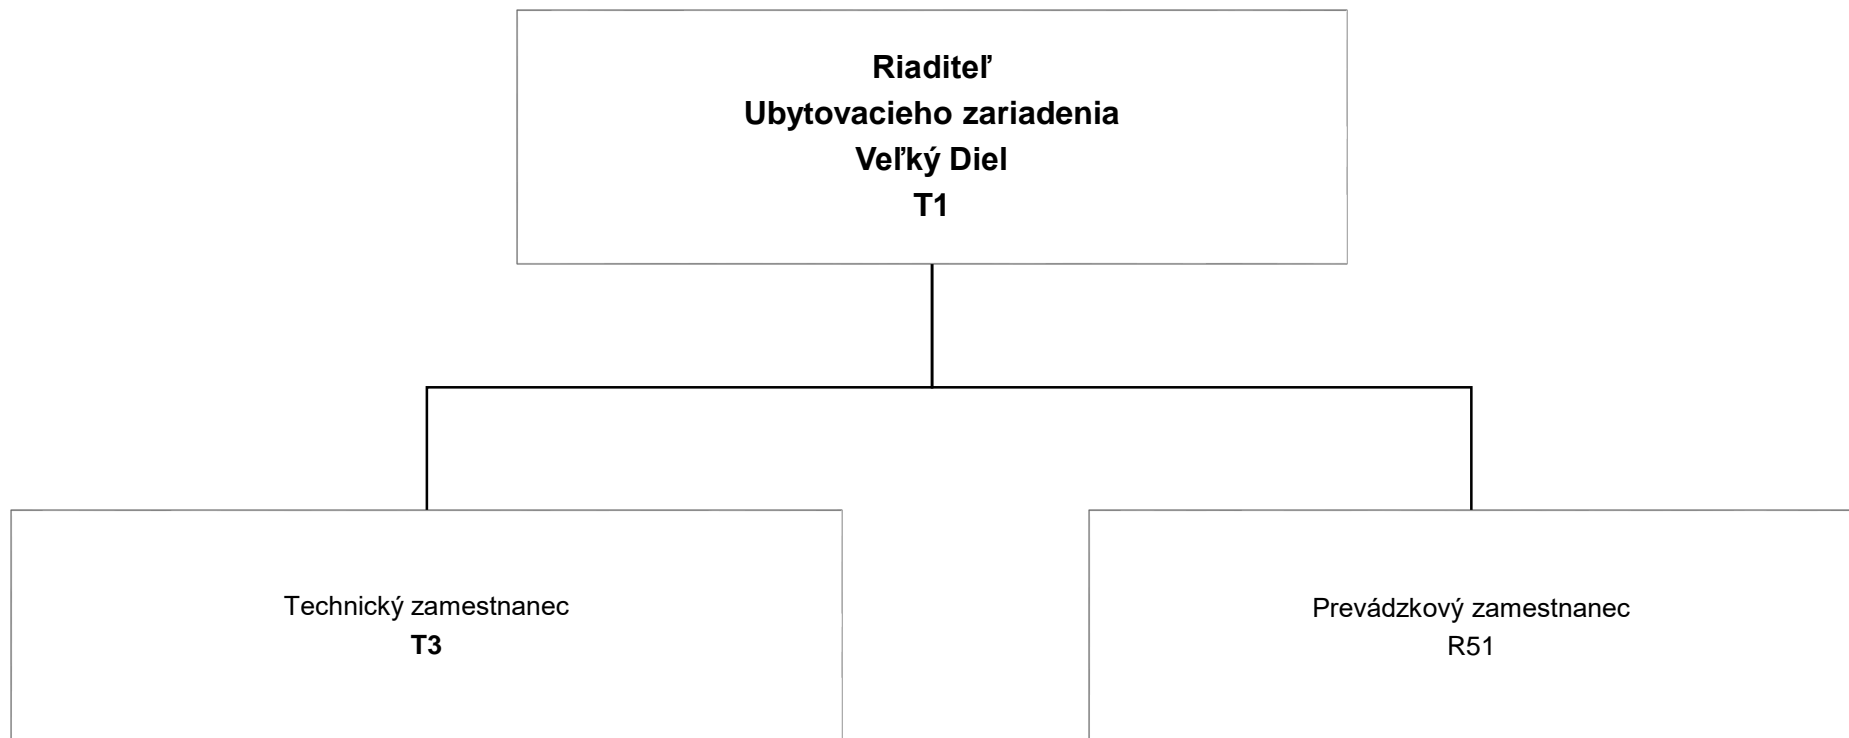 Riaditeľ
Ubytovacieho zariadenia
Veľký Diel
T1
Technický zamestnanec
T3
Prevádzkový zamestnanec
R51